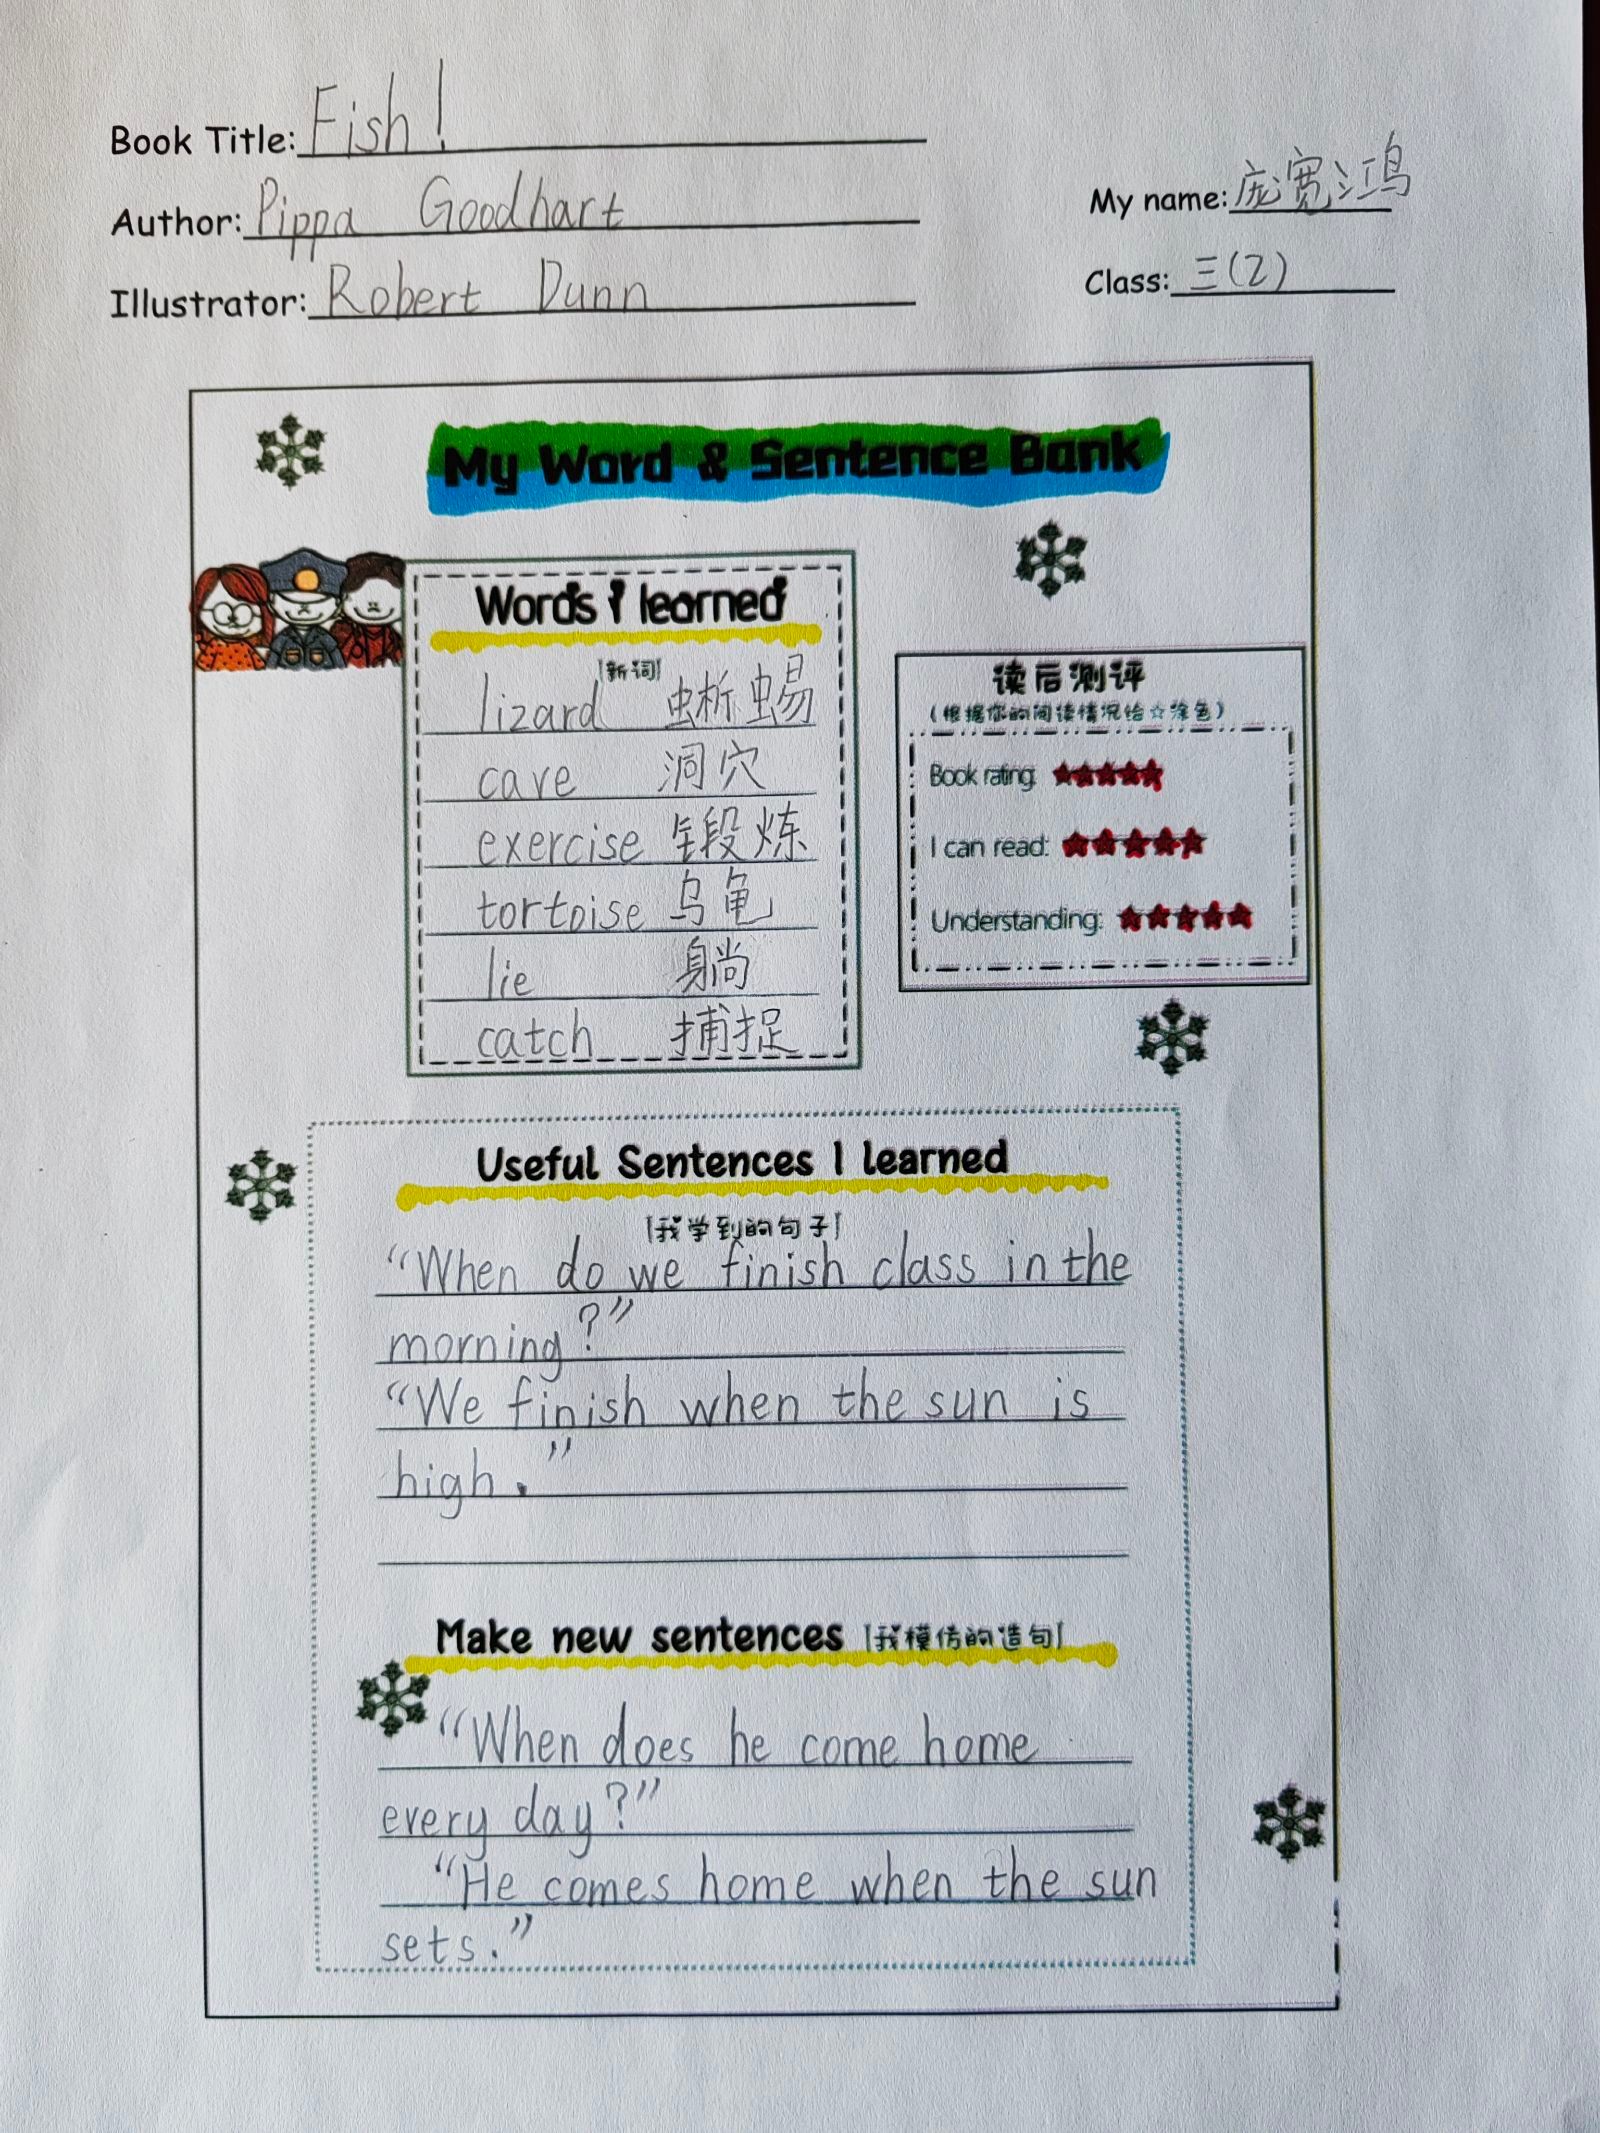 Book Title: Fish!
Author: Pippa Goodhart
Illustrator: Robert Dunn
My name: 庞宽鸿
Class: 三(2)
My Word & Sentence Bank
Words I learned
[新词]
lizard 蜥蜴
cave 洞穴
exercise 锻炼
tortoise 乌龟
lie 躺
catch 捕捉
读后测评
(根据你的阅读情况给☆涂色)
Book rating: ★★★★★
I can read: ★★★★★
Understanding: ★★★★★
Useful Sentences I learned
[我学到的句子]
“When do we finish class in the
morning?”
“We finish when the sun is
high.”
Make new sentences [我模仿的造句]
“When does he come home
every day?”
“He comes home when the sun
sets.”